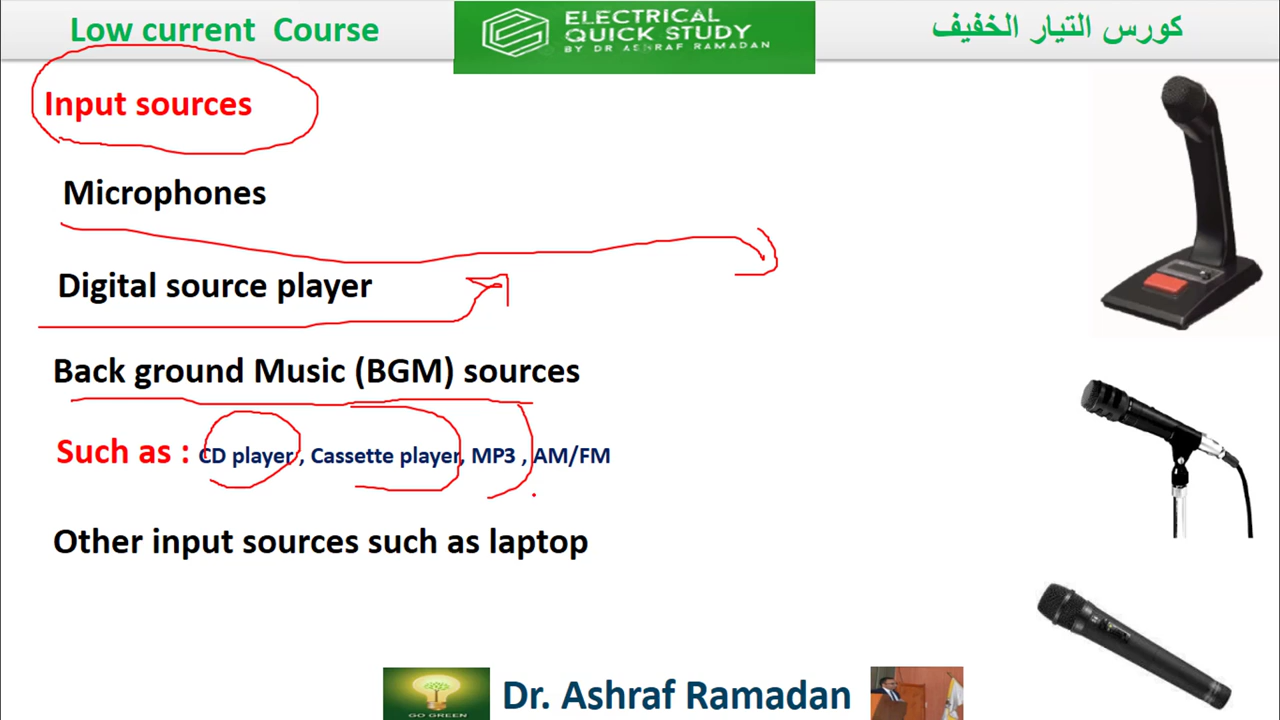 Low current Course
ELECTRICAL
QUICK STUDY
BY DR ASHRAF RAMADAN
كورس التيار الخفيف
Input sources
Microphones
Digital source player
Back ground Music (BGM) sources
Such as : CD player , Cassette player, MP3 , AM/FM
Other input sources such as laptop
GO GREEN
Dr. Ashraf Ramadan